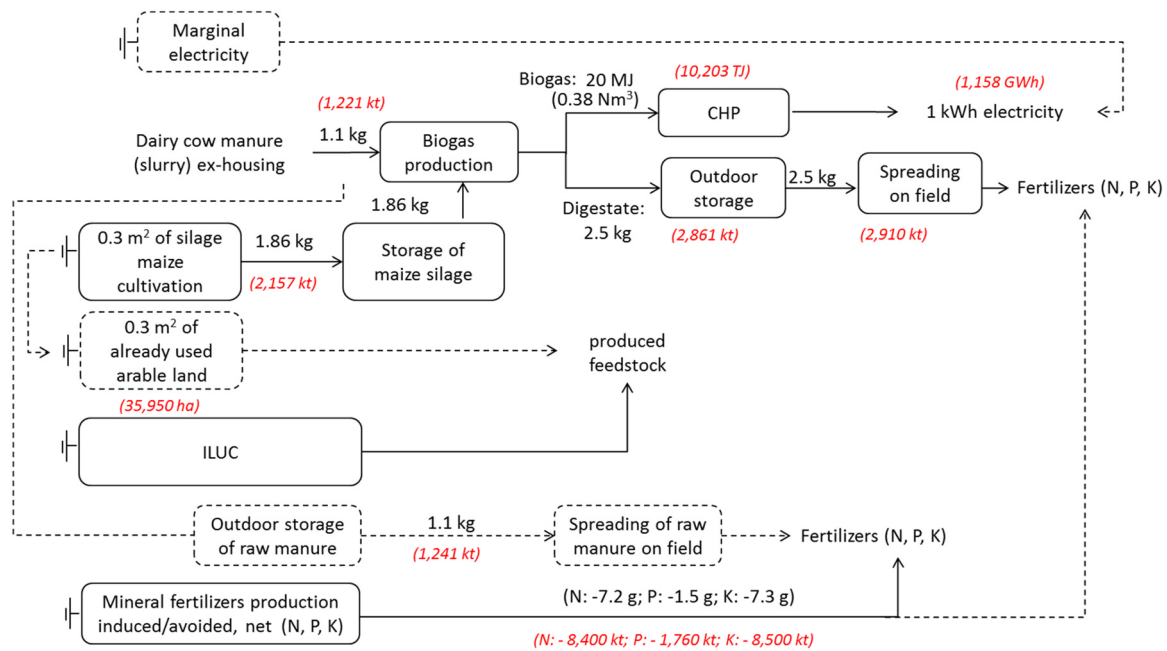 Marginal
electricity
Biogas: 20 MJ
(0.38 Nm³)
(10,203 TJ)
(1,158 GWh)
(1,221 kt)
1.1 kg
CHP
1 kWh electricity
Dairy cow manure
(slurry) ex-housing
Biogas
production
Outdoor
storage
2.5 kg
Spreading
on field
Fertilizers (N, P, K)
1.86 kg
Digestate:
2.5 kg
(2,861 kt)
(2,910 kt)
0.3 m² of silage
maize
cultivation
1.86 kg
(2,157 kt)
Storage of
maize silage
0.3 m² of
already used
arable land
(35,950 ha)
produced
feedstock
ILUC
Outdoor storage
of raw manure
1.1 kg
(1,241 kt)
Spreading of raw
manure on field
Fertilizers (N, P, K)
Mineral fertilizers production
induced/avoided, net (N, P, K)
(N: -7.2 g; P: -1.5 g; K: -7.3 g)
(N: - 8,400 kt; P: - 1,760 kt; K: - 8,500 kt)